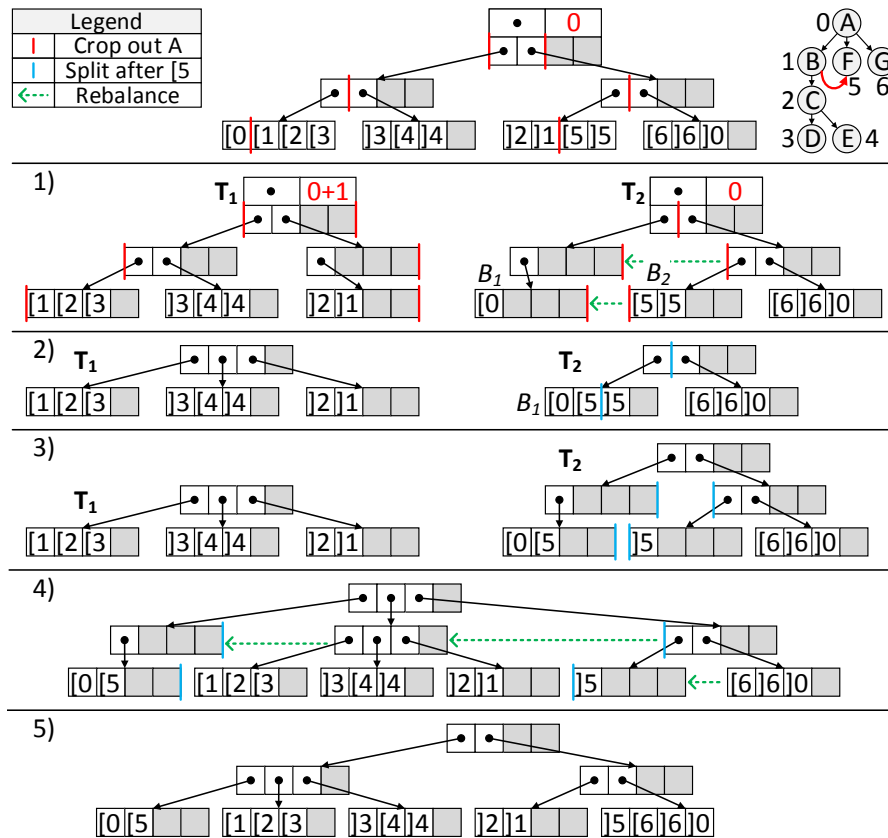 Legend
Crop out A
Split after [5
Rebalance
0
[0 [1 [2 [3
]3 [4 ]4
]2 ]1 [5 ]5
[6 ]6 ]0
0 A
1 B F G
5 6
2 C
3 D E 4
1)
T1 0+1
T2 0
B1 B2
[1 [2 [3
]3 [4 ]4
]2 ]1
[0
[5 ]5
[6 ]6 ]0
2)
T1
T2
[1 [2 [3
]3 [4 ]4
]2 ]1
B1 [0 [5 ]5
[6 ]6 ]0
3)
T1
T2
[1 [2 [3
]3 [4 ]4
]2 ]1
[0 [5
]5
[6 ]6 ]0
4)
[0 [5
[1 [2 [3
]3 [4 ]4
]2 ]1
]5
[6 ]6 ]0
5)
[0 [5
[1 [2 [3
]3 [4 ]4
]2 ]1
]5 [6 ]6 ]0